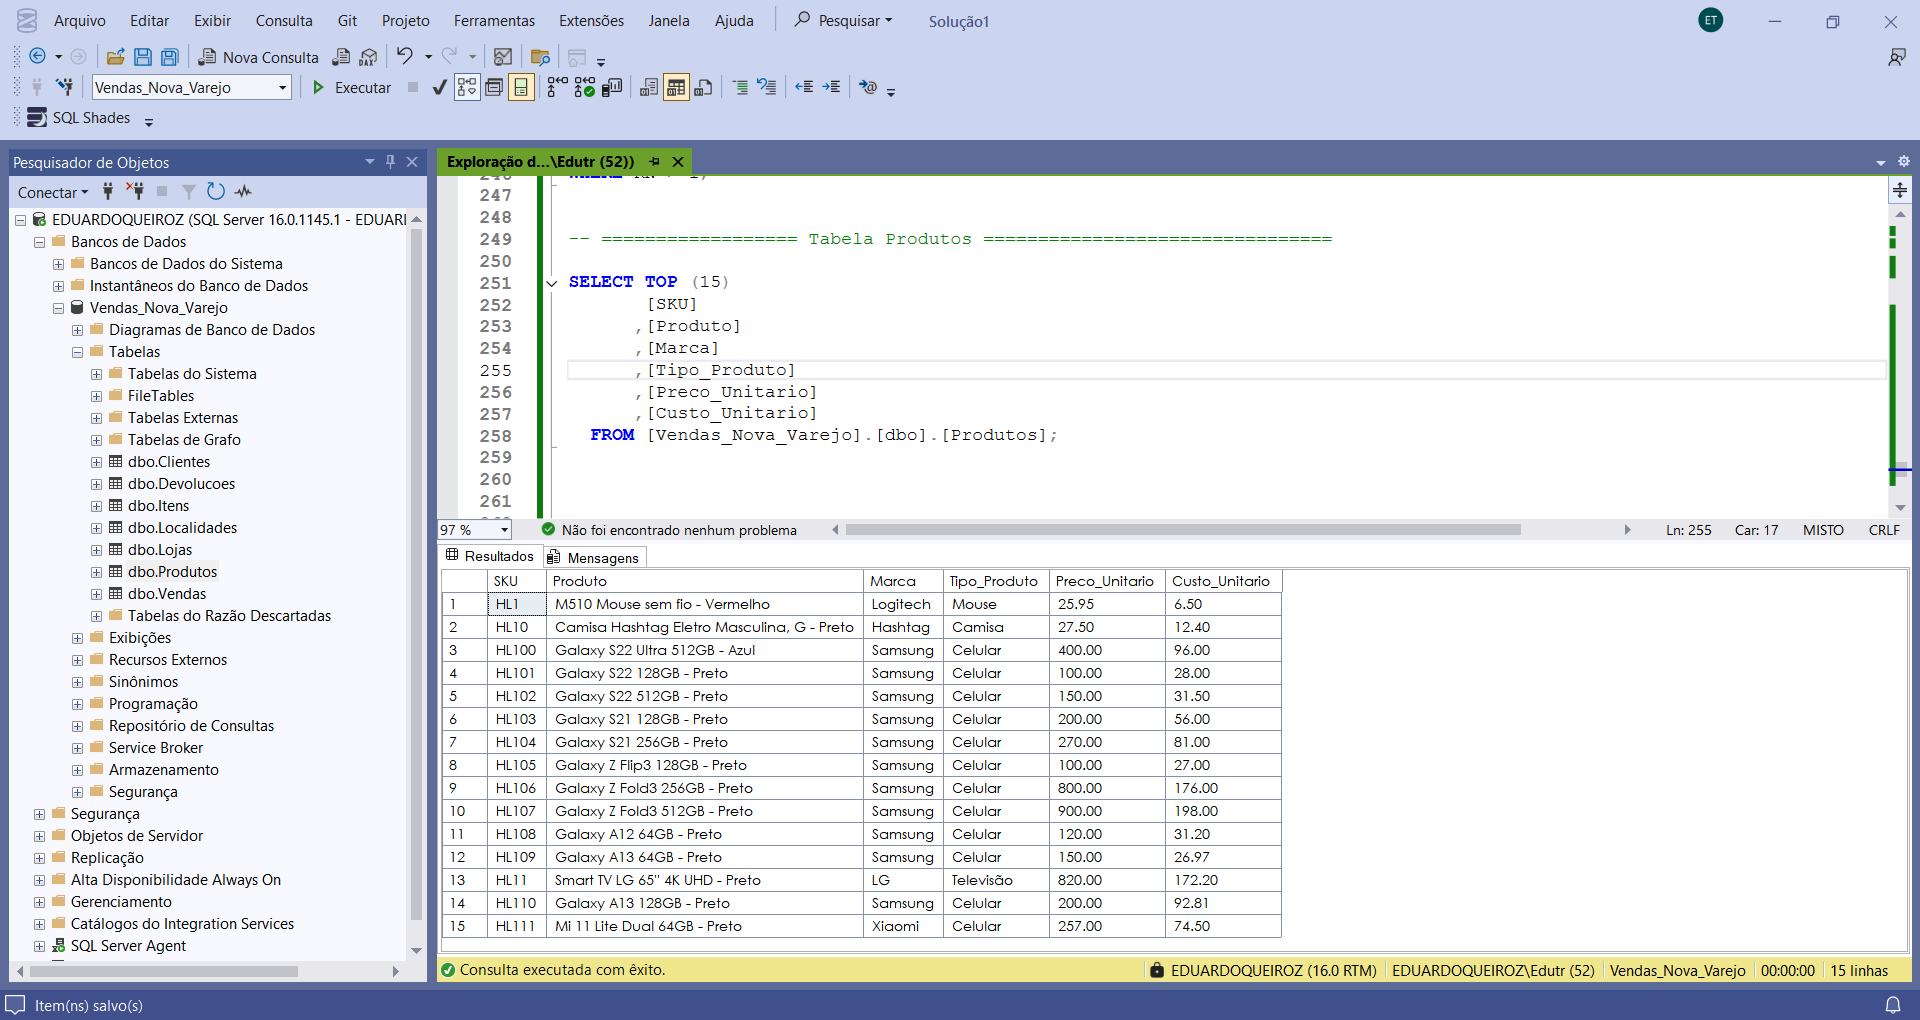 Arquivo Editar Exibir Consulta Git Projeto Ferramentas Extensões Janela Ajuda Pesquisar Solução1 ET
Nova Consulta
Vendas_Nova_Varejo Executar
SQL Shades
Pesquisador de Objetos
Conectar
EDUARDOQUEIROZ (SQL Server 16.0.1145.1 - EDUARI
Bancos de Dados
Bancos de Dados do Sistema
Instantâneos do Banco de Dados
Vendas_Nova_Varejo
Diagramas de Banco de Dados
Tabelas
Tabelas do Sistema
FileTables
Tabelas Externas
Tabelas de Grafo
dbo.Clientes
dbo.Devolucoes
dbo.Itens
dbo.Localidades
dbo.Lojas
dbo.Produtos
dbo.Vendas
Tabelas do Razão Descartadas
Exibições
Recursos Externos
Sinônimos
Programação
Repositório de Consultas
Service Broker
Armazenamento
Segurança
Segurança
Objetos de Servidor
Replicação
Alta Disponibilidade Always On
Gerenciamento
Catálogos do Integration Services
SQL Server Agent
Exploração d...\Edutr (52))
247
248
249 -- ================== Tabela Produtos ================================
250
251 SELECT TOP (15)
252 [SKU]
253 ,[Produto]
254 ,[Marca]
255 ,[Tipo_Produto]
256 ,[Preco_Unitario]
257 ,[Custo_Unitario]
258 FROM [Vendas_Nova_Varejo].[dbo].[Produtos];
259
260
261
97 % Não foi encontrado nenhum problema Ln: 255 Car: 17 MISTO CRLF
Resultados Mensagens
SKU Produto Marca Tipo_Produto Preco_Unitario Custo_Unitario
1 HL1 M510 Mouse sem fio - Vermelho Logitech Mouse 25.95 6.50
2 HL10 Camisa Hashtag Eletro Masculina, G - Preto Hashtag Camisa 27.50 12.40
3 HL100 Galaxy S22 Ultra 512GB - Azul Samsung Celular 400.00 96.00
4 HL101 Galaxy S22 128GB - Preto Samsung Celular 100.00 28.00
5 HL102 Galaxy S22 512GB - Preto Samsung Celular 150.00 31.50
6 HL103 Galaxy S21 128GB - Preto Samsung Celular 200.00 56.00
7 HL104 Galaxy S21 256GB - Preto Samsung Celular 270.00 81.00
8 HL105 Galaxy Z Flip3 128GB - Preto Samsung Celular 100.00 27.00
9 HL106 Galaxy Z Fold3 256GB - Preto Samsung Celular 800.00 176.00
10 HL107 Galaxy Z Fold3 512GB - Preto Samsung Celular 900.00 198.00
11 HL108 Galaxy A12 64GB - Preto Samsung Celular 120.00 31.20
12 HL109 Galaxy A13 64GB - Preto Samsung Celular 150.00 26.97
13 HL11 Smart TV LG 65" 4K UHD - Preto LG Televisão 820.00 172.20
14 HL110 Galaxy A13 128GB - Preto Samsung Celular 200.00 92.81
15 HL111 Mi 11 Lite Dual 64GB - Preto Xiaomi Celular 257.00 74.50
Consulta executada com êxito. EDUARDOQUEIROZ (16.0 RTM) EDUARDOQUEIROZ\Edutr (52) Vendas_Nova_Varejo 00:00:00 15 linhas
Item(ns) salvo(s)